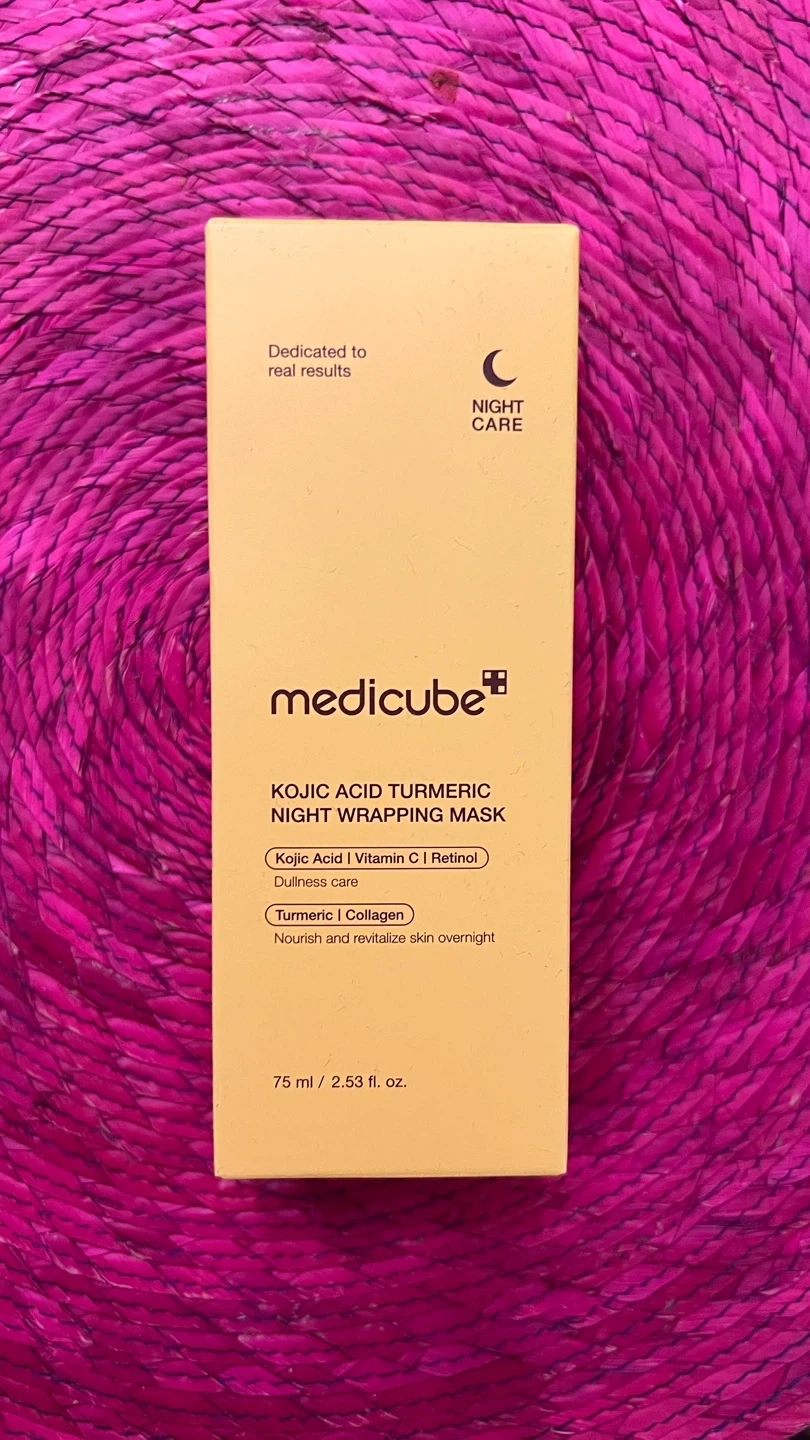 Dedicated to
real results
NIGHT
CARE
medicube
KOJIC ACID TURMERIC
NIGHT WRAPPING MASK
Kojic Acid | Vitamin C | Retinol
Dullness care
Turmeric | Collagen
Nourish and revitalize skin overnight
75 ml / 2.53 fl. oz.